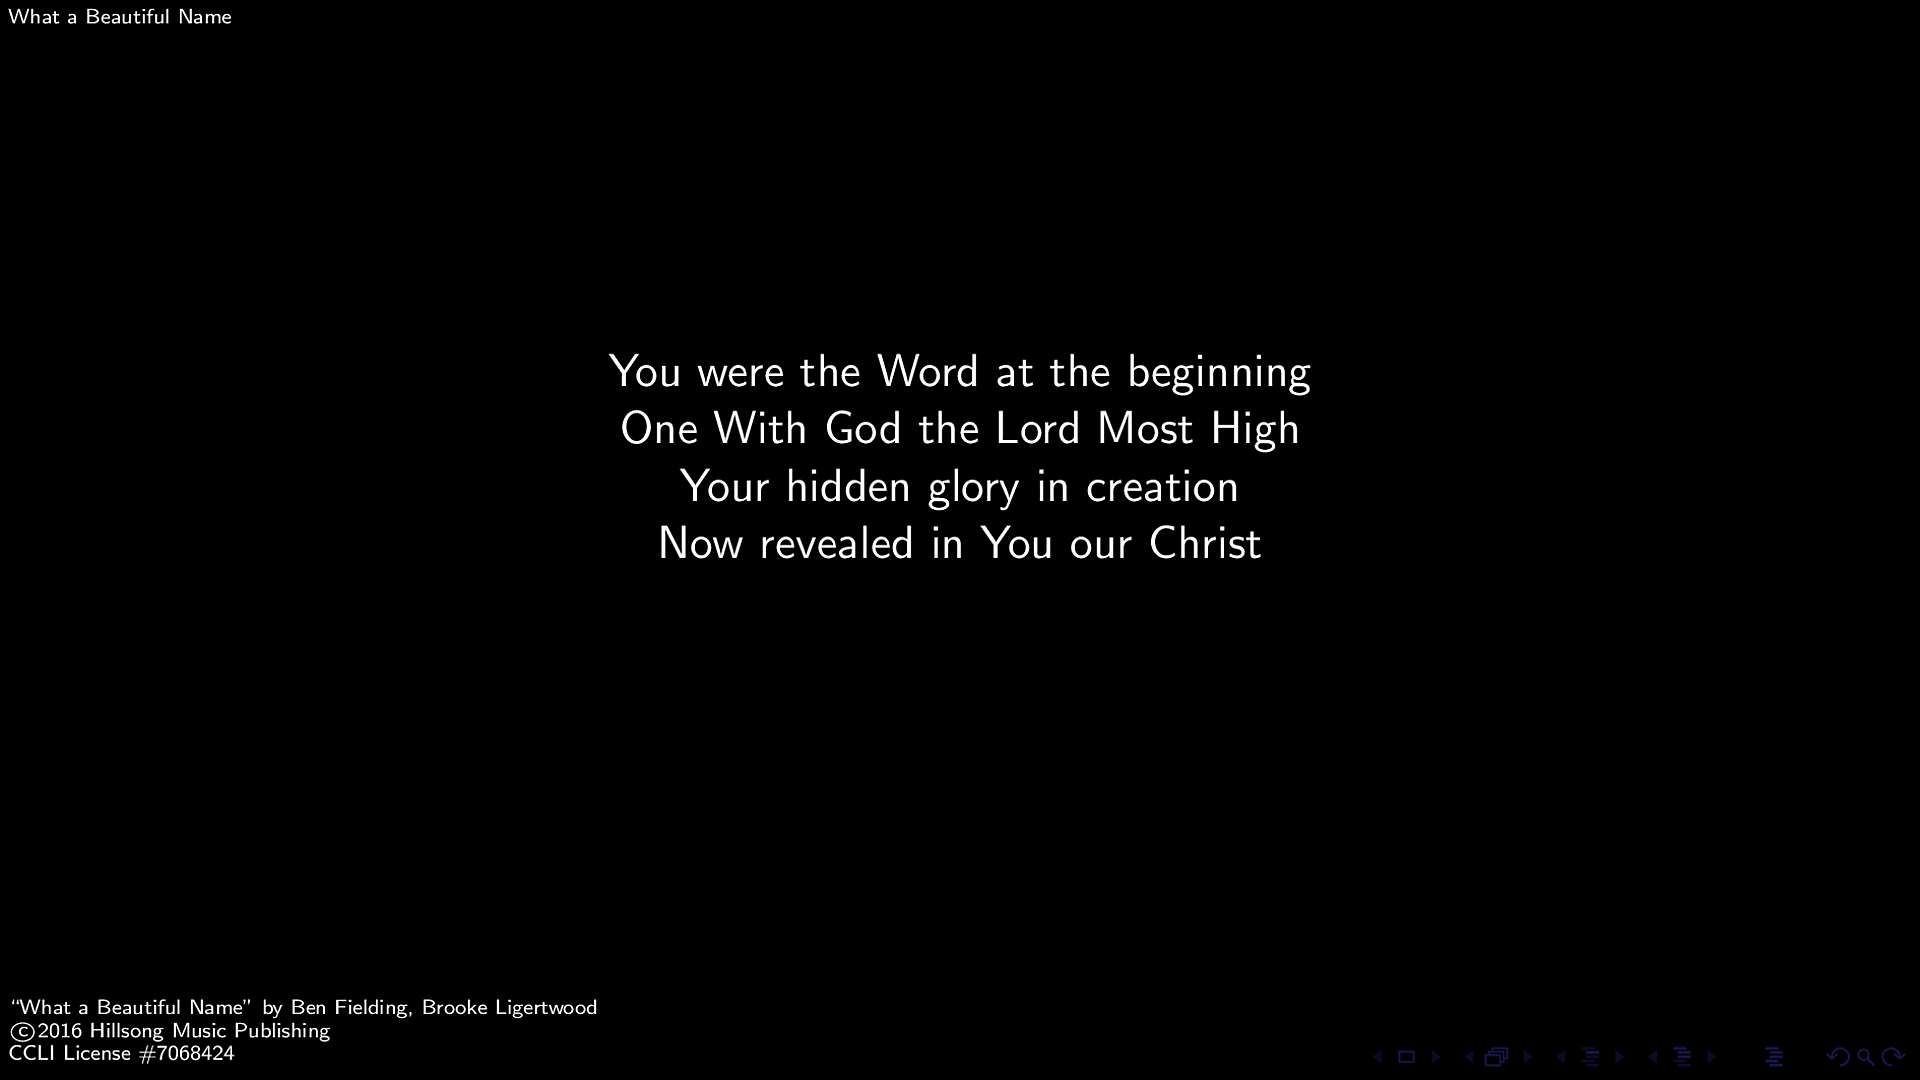 What a Beautiful Name
You were the Word at the beginning
One With God the Lord Most High
Your hidden glory in creation
Now revealed in You our Christ
“What a Beautiful Name” by Ben Fielding, Brooke Ligertwood
©2016 Hillsong Music Publishing
CCLI License #7068424